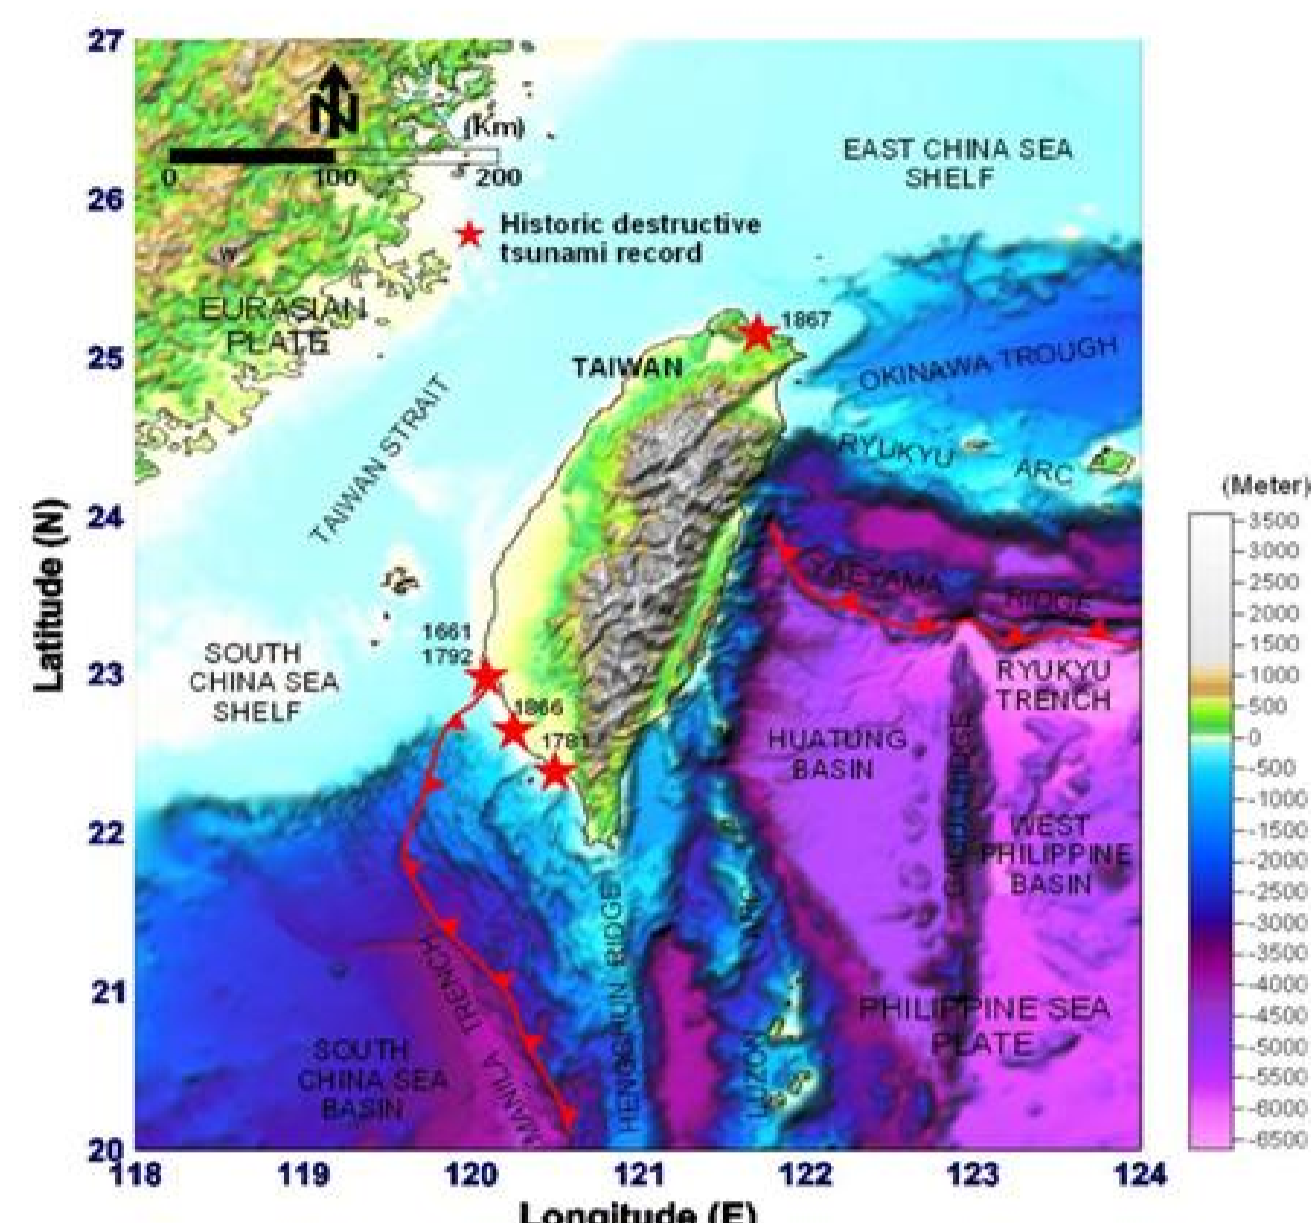 27
26
25
24
23
22
21
20
Latitude (N)
118
119
120
121
122
123
124
Longitude (E)
N
(Km)
0
100
200
Historic destructive
tsunami record
EAST CHINA SEA
SHELF
EURASIAN
PLATE
TAIWAN STRAIT
TAIWAN
1867
OKINAWA TROUGH
RYUKYU
ARC
YAEYAMA
RIDGE
RYUKYU
TRENCH
SOUTH
CHINA SEA
SHELF
1661
1792
1866
1781
HUATUNG
BASIN
GAGUA RIDGE
WEST
PHILIPPINE
BASIN
PHILIPPINE SEA
PLATE
MANILA TRENCH
HENGCHUN RIDGE
LUZON
ARC
SOUTH
CHINA SEA
BASIN
(Meter)
3500
3000
2500
2000
1500
1000
500
0
-500
-1000
-1500
-2000
-2500
-3000
-3500
-4000
-4500
-5000
-5500
-6000
-6500